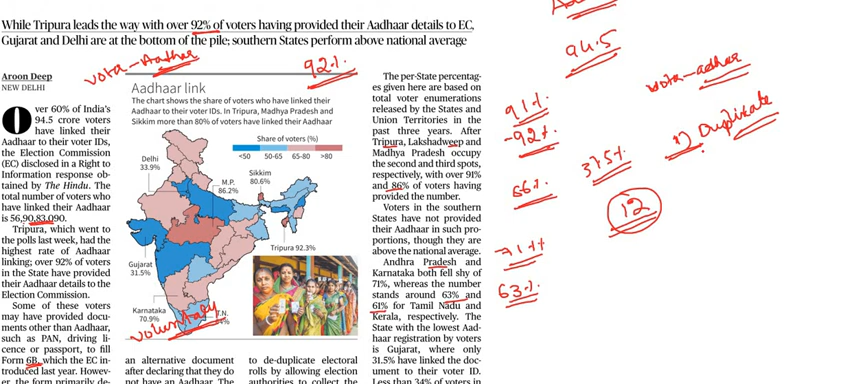 While Tripura leads the way with over 92% of voters having provided their Aadhaar details to EC,
Gujarat and Delhi are at the bottom of the pile; southern States perform above national average
Aroon Deep
NEW DELHI
Over 60% of India's
94.5 crore voters
have linked their
Aadhaar to their voter IDs,
the Election Commission
(EC) disclosed in a Right to
Information response ob-
tained by The Hindu. The
total number of voters who
have linked their Aadhaar
is 56,90,83,090.
Tripura, which went to
the polls last week, had the
highest rate of Aadhaar
linking; over 92% of voters
in the State have provided
their Aadhaar details to the
Election Commission.
Some of these voters
may have provided docu-
ments other than Aadhaar,
such as PAN, driving li-
cence or passport, to fill
Form 6B, which the EC in-
troduced last year. Howev-
er, the form primarily de-
vota-Aadhar
92%
Aadhaar link
The chart shows the share of voters who have linked their
Aadhaar to their voter IDs. In Tripura, Madhya Pradesh and
Sikkim more than 80% of voters have linked their Aadhaar
Share of voters (%)
<50 50-65 65-80 >80
Delhi
33.9%
M.P.
86.2%
Sikkim
80.6%
Tripura 92.3%
Gujarat
31.5%
Karnataka
70.9%
T.N.
voluntary
an alternative document
after declaring that they do
not have an Aadhaar. The
to de-duplicate electoral
rolls by allowing election
authorities to collect the
The per-State percentag-
es given here are based on
total voter enumerations
released by the States and
Union Territories in the
past three years. After
Tripura, Lakshadweep and
Madhya Pradesh occupy
the second and third spots,
respectively, with over 91%
and 86% of voters having
provided the number.
Voters in the southern
States have not provided
their Aadhaar in such pro-
portions, though they are
above the national average.
Andhra Pradesh and
Karnataka both fell shy of
71%, whereas the number
stands around 63% and
61% for Tamil Nadu and
Kerala, respectively. The
State with the lowest Aad-
haar registration by voters
is Gujarat, where only
31.5% have linked the doc-
ument to their voter ID.
Less than 34% of voters in
94.5
vota-adhar
91%
-92%
1) Duplicate
66%
12
63%